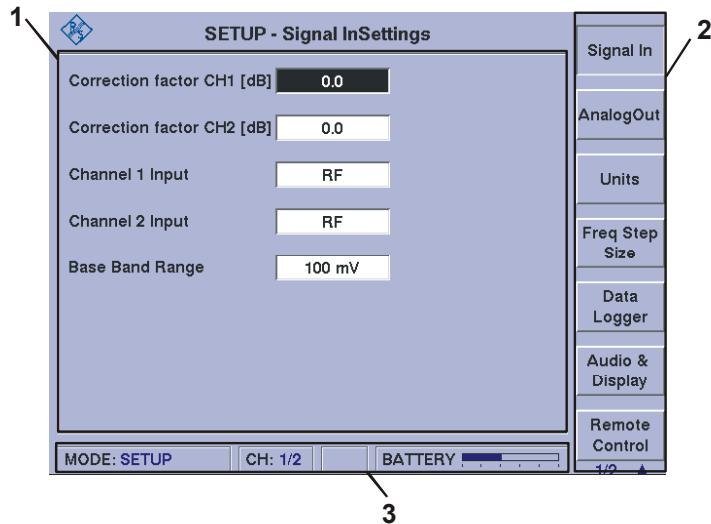 1
R&S
SETUP - Signal InSettings
2
Correction factor CH1 [dB] 0.0
Correction factor CH2 [dB] 0.0
Channel 1 Input RF
Channel 2 Input RF
Base Band Range 100 mV
Signal In
AnalogOut
Units
Freq Step
Size
Data
Logger
Audio &
Display
Remote
Control
1/2
MODE: SETUP CH: 1/2 BATTERY
3